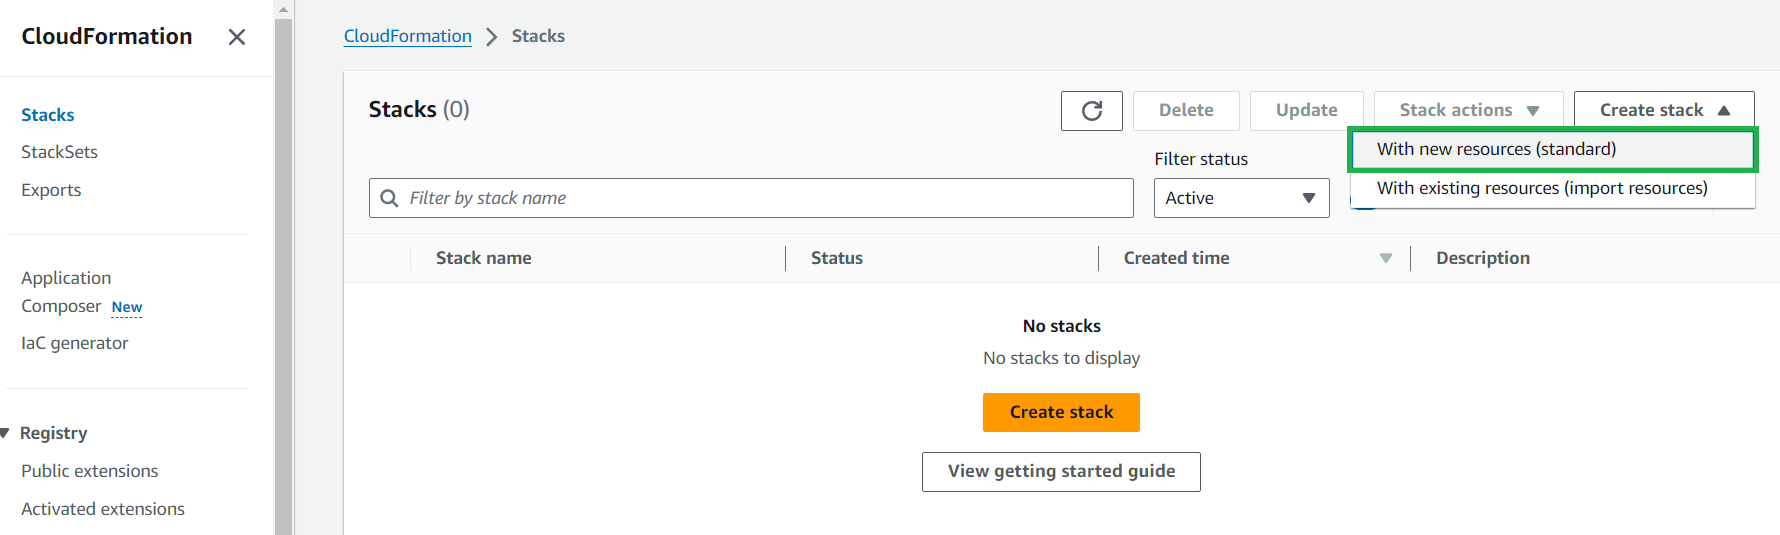 CloudFormation
Stacks
StackSets
Exports
Application
Composer New
IaC generator
Registry
Public extensions
Activated extensions
CloudFormation > Stacks
Stacks (0)
Delete
Update
Stack actions
Create stack
With new resources (standard)
With existing resources (import resources)
Filter by stack name
Filter status
Active
Stack name
Status
Created time
Description
No stacks
No stacks to display
Create stack
View getting started guide